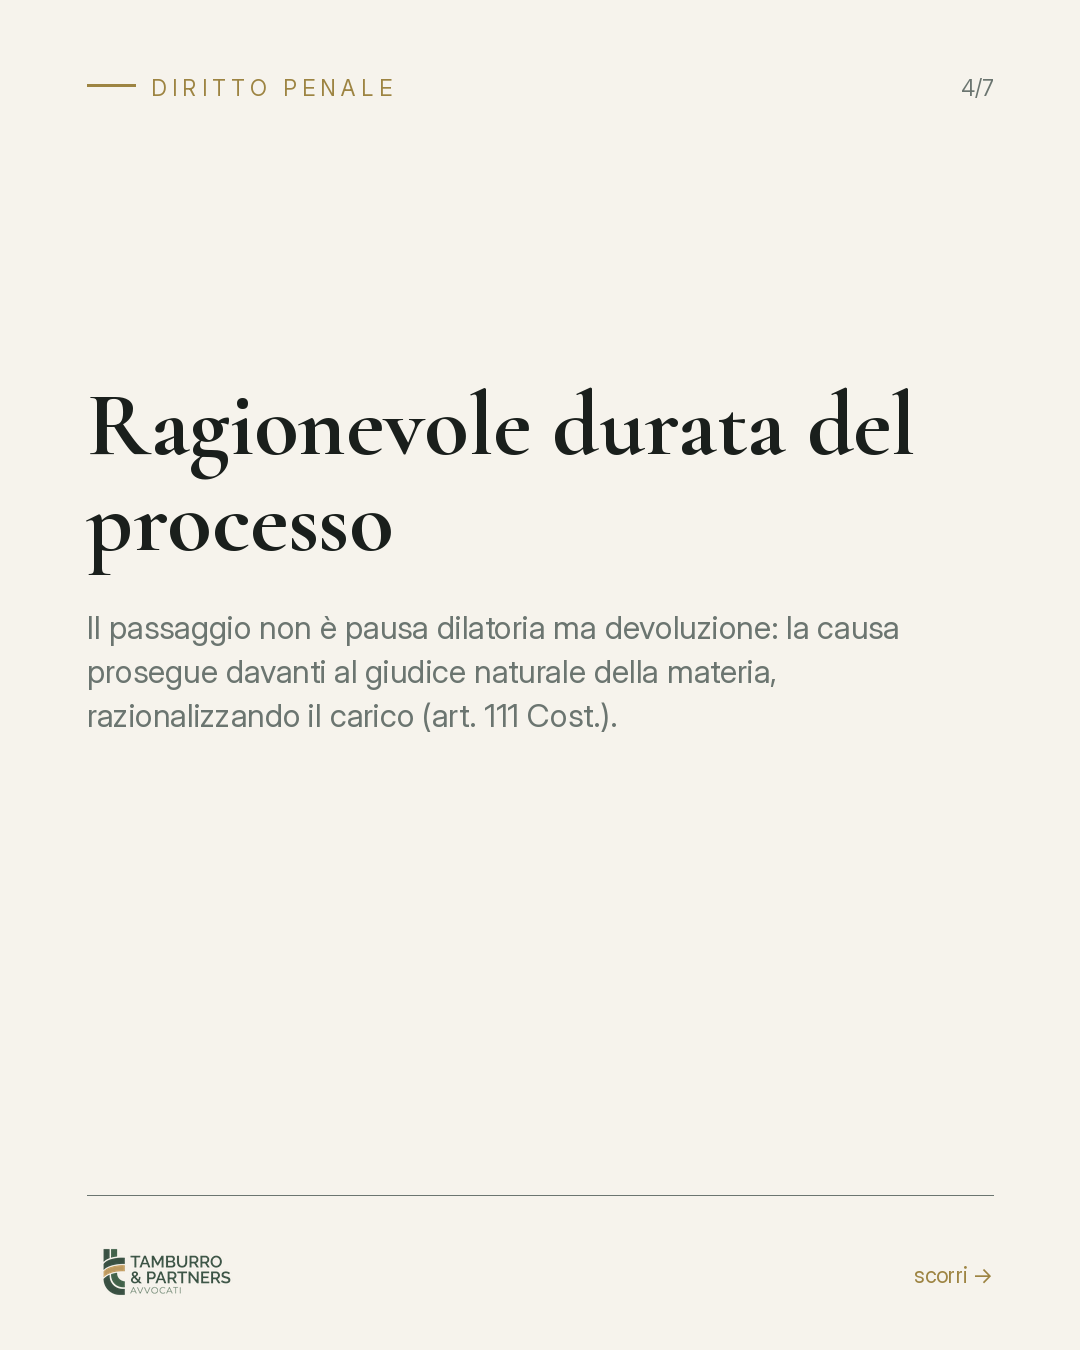 DIRITTO PENALE
4/7
Ragionevole durata del
processo
Il passaggio non è pausa dilatoria ma devoluzione: la causa
prosegue davanti al giudice naturale della materia,
razionalizzando il carico (art. 111 Cost.).
TAMBURRO
& PARTNERS
AVVOCATI
scorri →